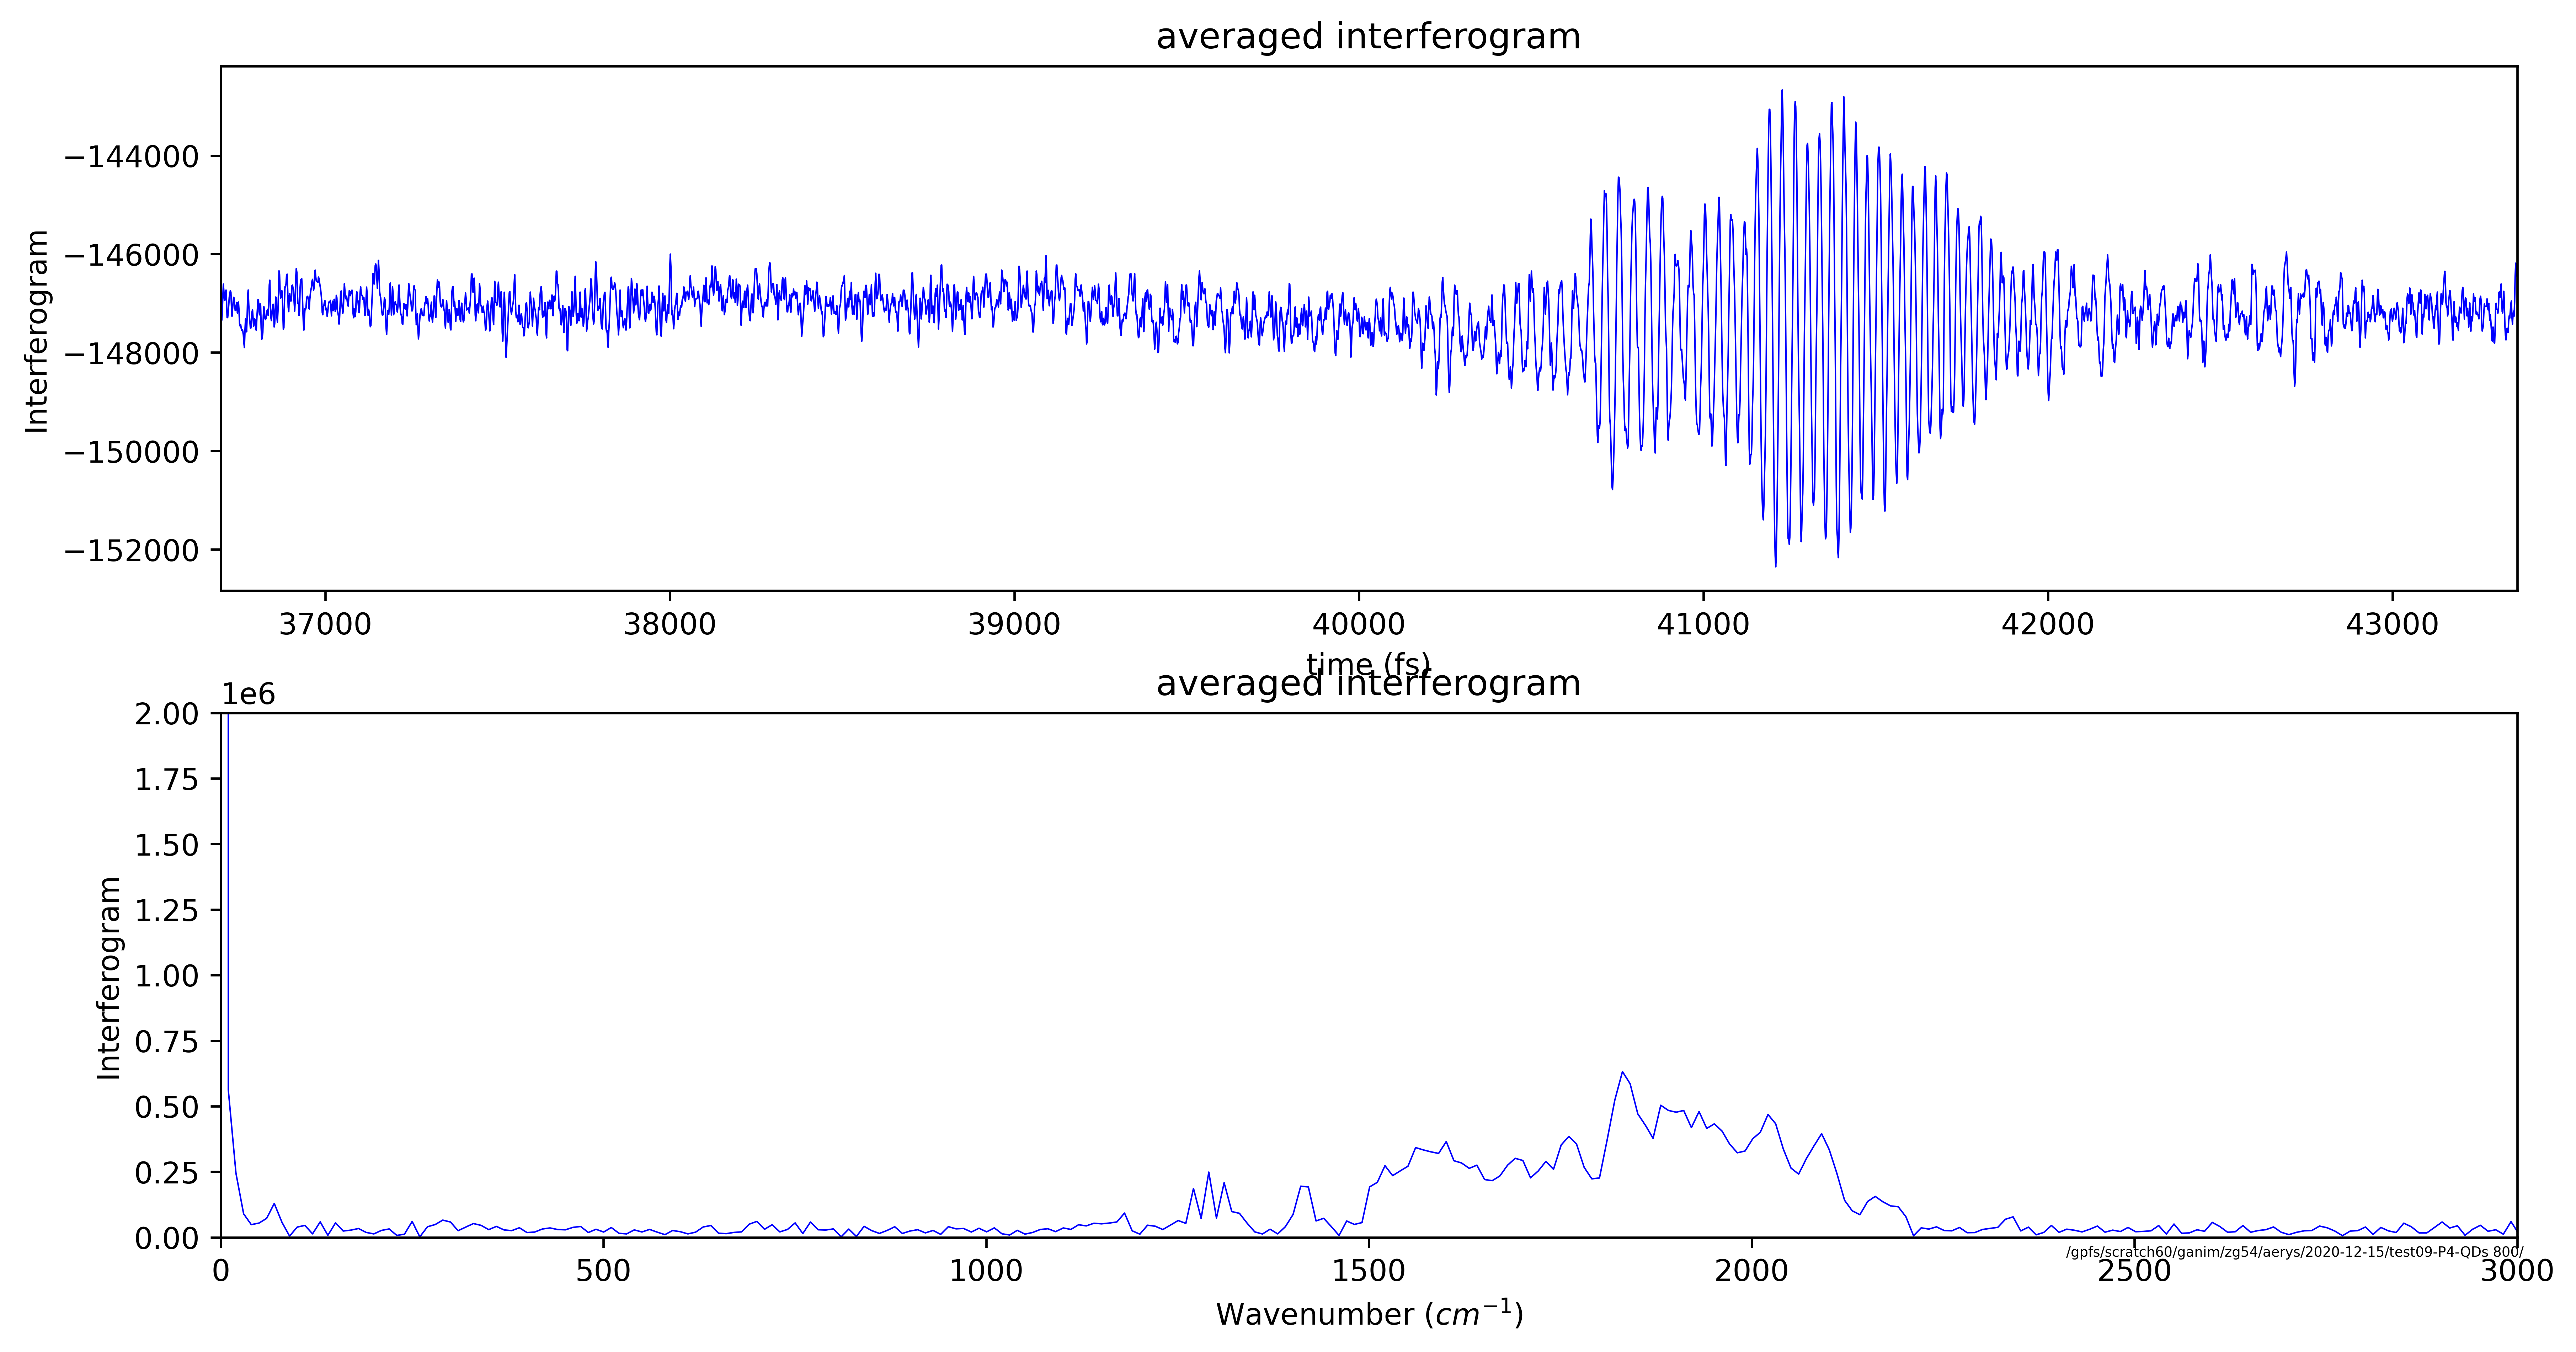 averaged interferogram
Interferogram
−144000
−146000
−148000
−150000
−152000
37000 38000 39000 40000 41000 42000 43000
time (fs)
averaged interferogram
1e6
Interferogram
2.00
1.75
1.50
1.25
1.00
0.75
0.50
0.25
0.00
/gpfs/scratch60/ganim/zg54/aerys/2020-12-15/test09-P4-QDs 800/
0 500 1000 1500 2000 2500 3000
Wavenumber (cm⁻¹)